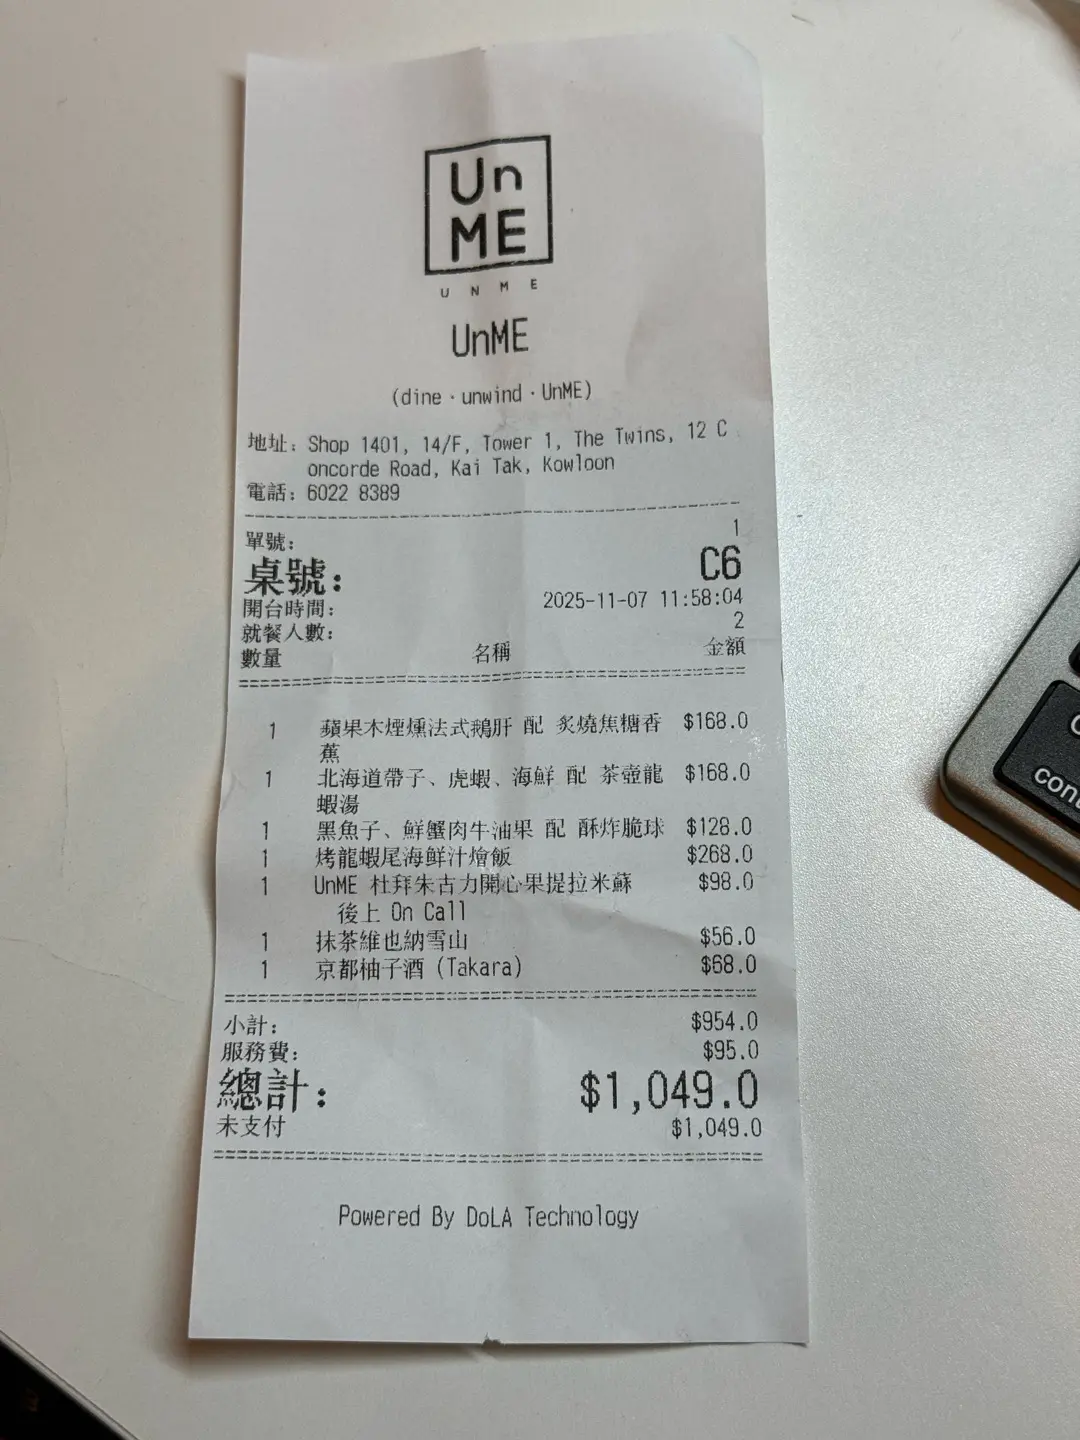 Un
ME
UNME
UnME
(dine · unwind · UnME)
地址: Shop 1401, 14/F, Tower 1, The Twins, 12 C
oncorde Road, Kai Tak, Kowloon
電話: 6022 8389
單號: 1
桌號: C6
開台時間: 2025-11-07 11:58:04
就餐人數: 2
數量 名稱 金額
1 蘋果木煙燻法式鵝肝 配 炙燒焦糖香 $168.0
蕉
1 北海道帶子、虎蝦、海鮮 配 茶壺龍 $168.0
蝦湯
1 黑魚子、鮮蟹肉牛油果 配 酥炸脆球 $128.0
1 烤龍蝦尾海鮮汁燴飯 $268.0
1 UnME 杜拜朱古力開心果提拉米蘇 $98.0
後上 On Call
1 抹茶維也納雪山 $56.0
1 京都柚子酒 (Takara) $68.0
小計: $954.0
服務費: $95.0
總計: $1,049.0
未支付 $1,049.0
Powered By DoLA Technology